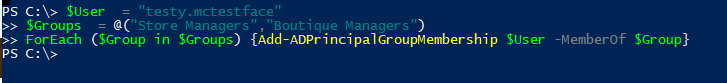 PS C:\> $User  = "testy.mctestface"
>> $Groups  = @("Store Managers","Boutique Managers")
>> ForEach ($Group in $Groups) {Add-ADPrincipalGroupMembership $User -MemberOf $Group}
PS C:\>